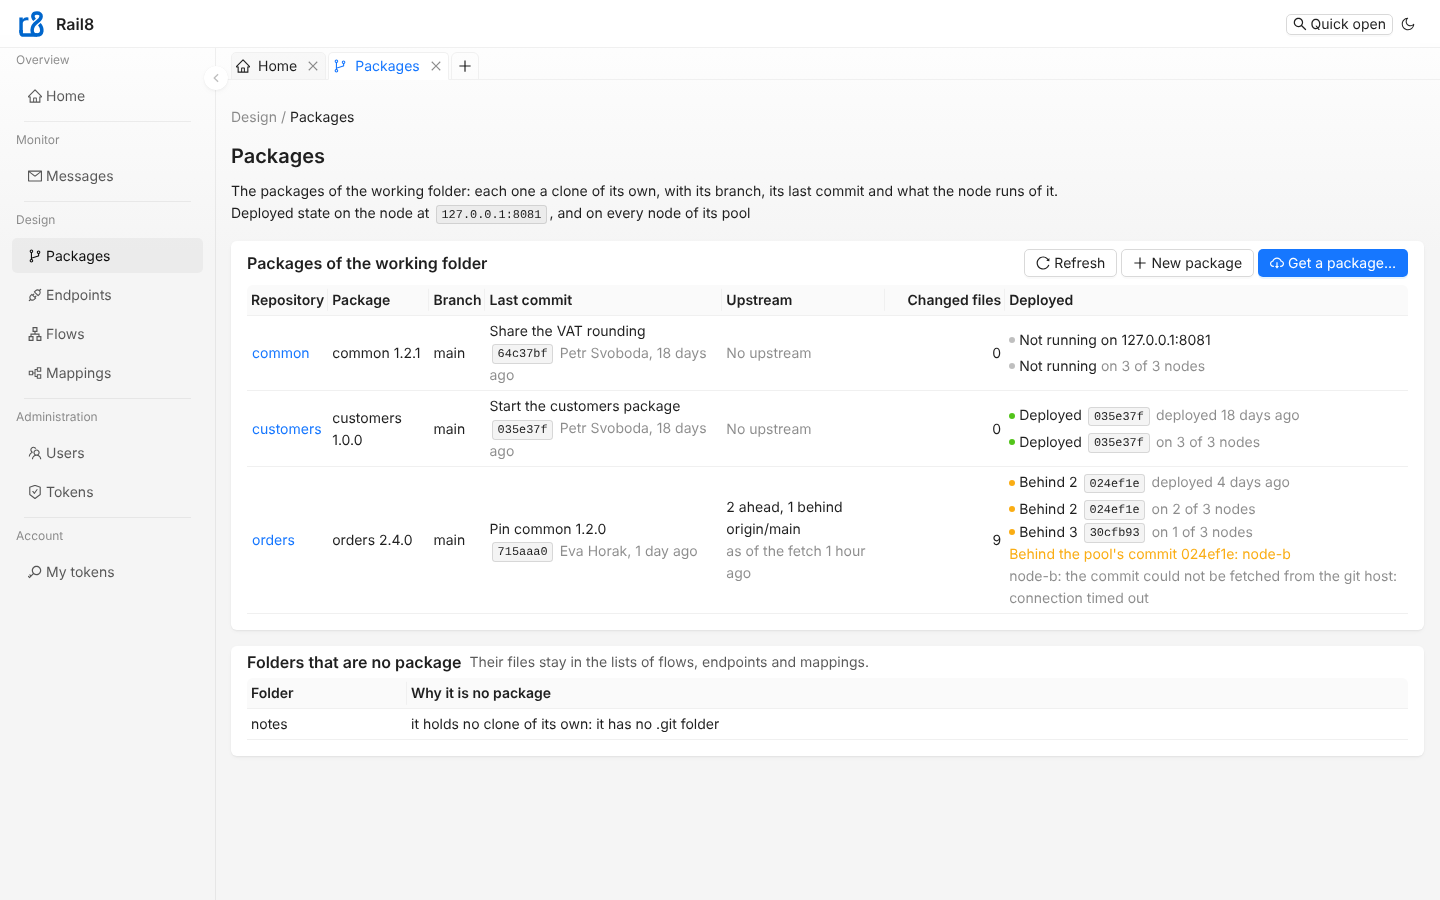 Rail8
Quick open
Overview
Home
Monitor
Messages
Design
Packages
Endpoints
Flows
Mappings
Administration
Users
Tokens
Account
My tokens
Home
Packages
Design / Packages
Packages
The packages of the working folder: each one a clone of its own, with its branch, its last commit and what the node runs of it.
Deployed state on the node at 127.0.0.1:8081, and on every node of its pool
Packages of the working folder
Refresh
New package
Get a package...
Repository Package Branch Last commit Upstream Changed files Deployed
common
common 1.2.1
main
Share the VAT rounding
64c37bf Petr Svoboda, 18 days
ago
No upstream
0
Not running on 127.0.0.1:8081
Not running on 3 of 3 nodes
customers
customers
1.0.0
main
Start the customers package
035e37f Petr Svoboda, 18 days
ago
No upstream
0
Deployed 035e37f deployed 18 days ago
Deployed 035e37f on 3 of 3 nodes
orders
orders 2.4.0
main
Pin common 1.2.0
715aaa0 Eva Horak, 1 day ago
2 ahead, 1 behind
origin/main
as of the fetch 1 hour
ago
9
Behind 2 024ef1e deployed 4 days ago
Behind 2 024ef1e on 2 of 3 nodes
Behind 3 30cfb93 on 1 of 3 nodes
Behind the pool's commit 024ef1e: node-b
node-b: the commit could not be fetched from the git host:
connection timed out
Folders that are no package Their files stay in the lists of flows, endpoints and mappings.
Folder Why it is no package
notes it holds no clone of its own: it has no .git folder